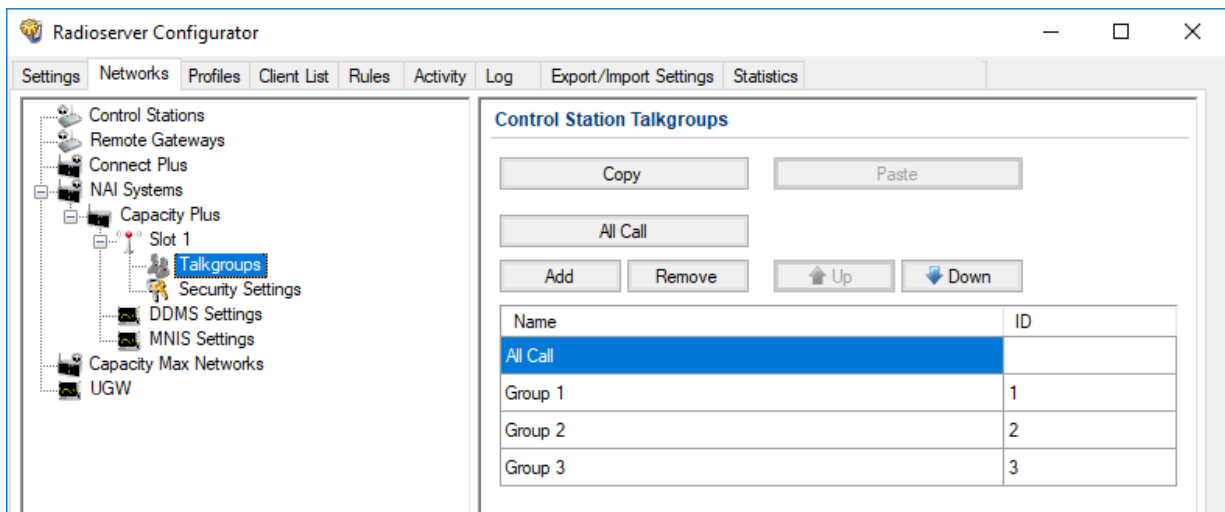 Radioserver Configurator
Settings Networks Profiles Client List Rules Activity Log Export/Import Settings Statistics
Control Stations
Remote Gateways
Connect Plus
NAI Systems
Capacity Plus
Slot 1
Talkgroups
Security Settings
DDMS Settings
MNIS Settings
Capacity Max Networks
UGW
Control Station Talkgroups
Copy Paste
All Call
Add Remove Up Down
Name ID
All Call
Group 1 1
Group 2 2
Group 3 3